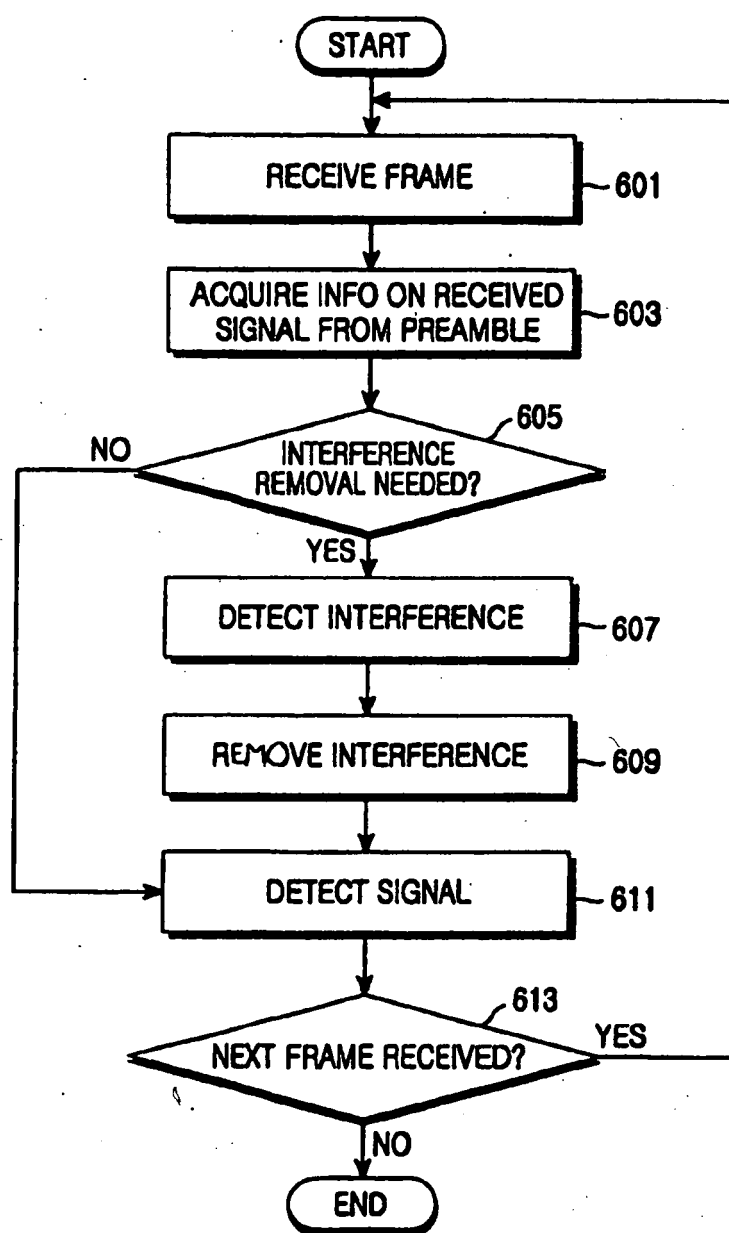 START
RECEIVE FRAME
601
ACQUIRE INFO ON RECEIVED
SIGNAL FROM PREAMBLE
603
605
NO
INTERFERENCE
REMOVAL NEEDED?
YES
DETECT INTERFERENCE
607
REMOVE INTERFERENCE
609
DETECT SIGNAL
611
613
NEXT FRAME RECEIVED?
YES
NO
END